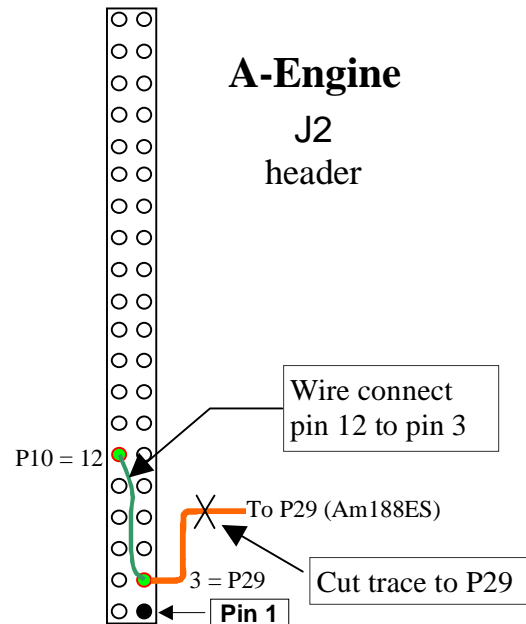 A-Engine
J2
header
Wire connect
pin 12 to pin 3
P10 = 12
To P29 (Am188ES)
3 = P29
Cut trace to P29
Pin 1